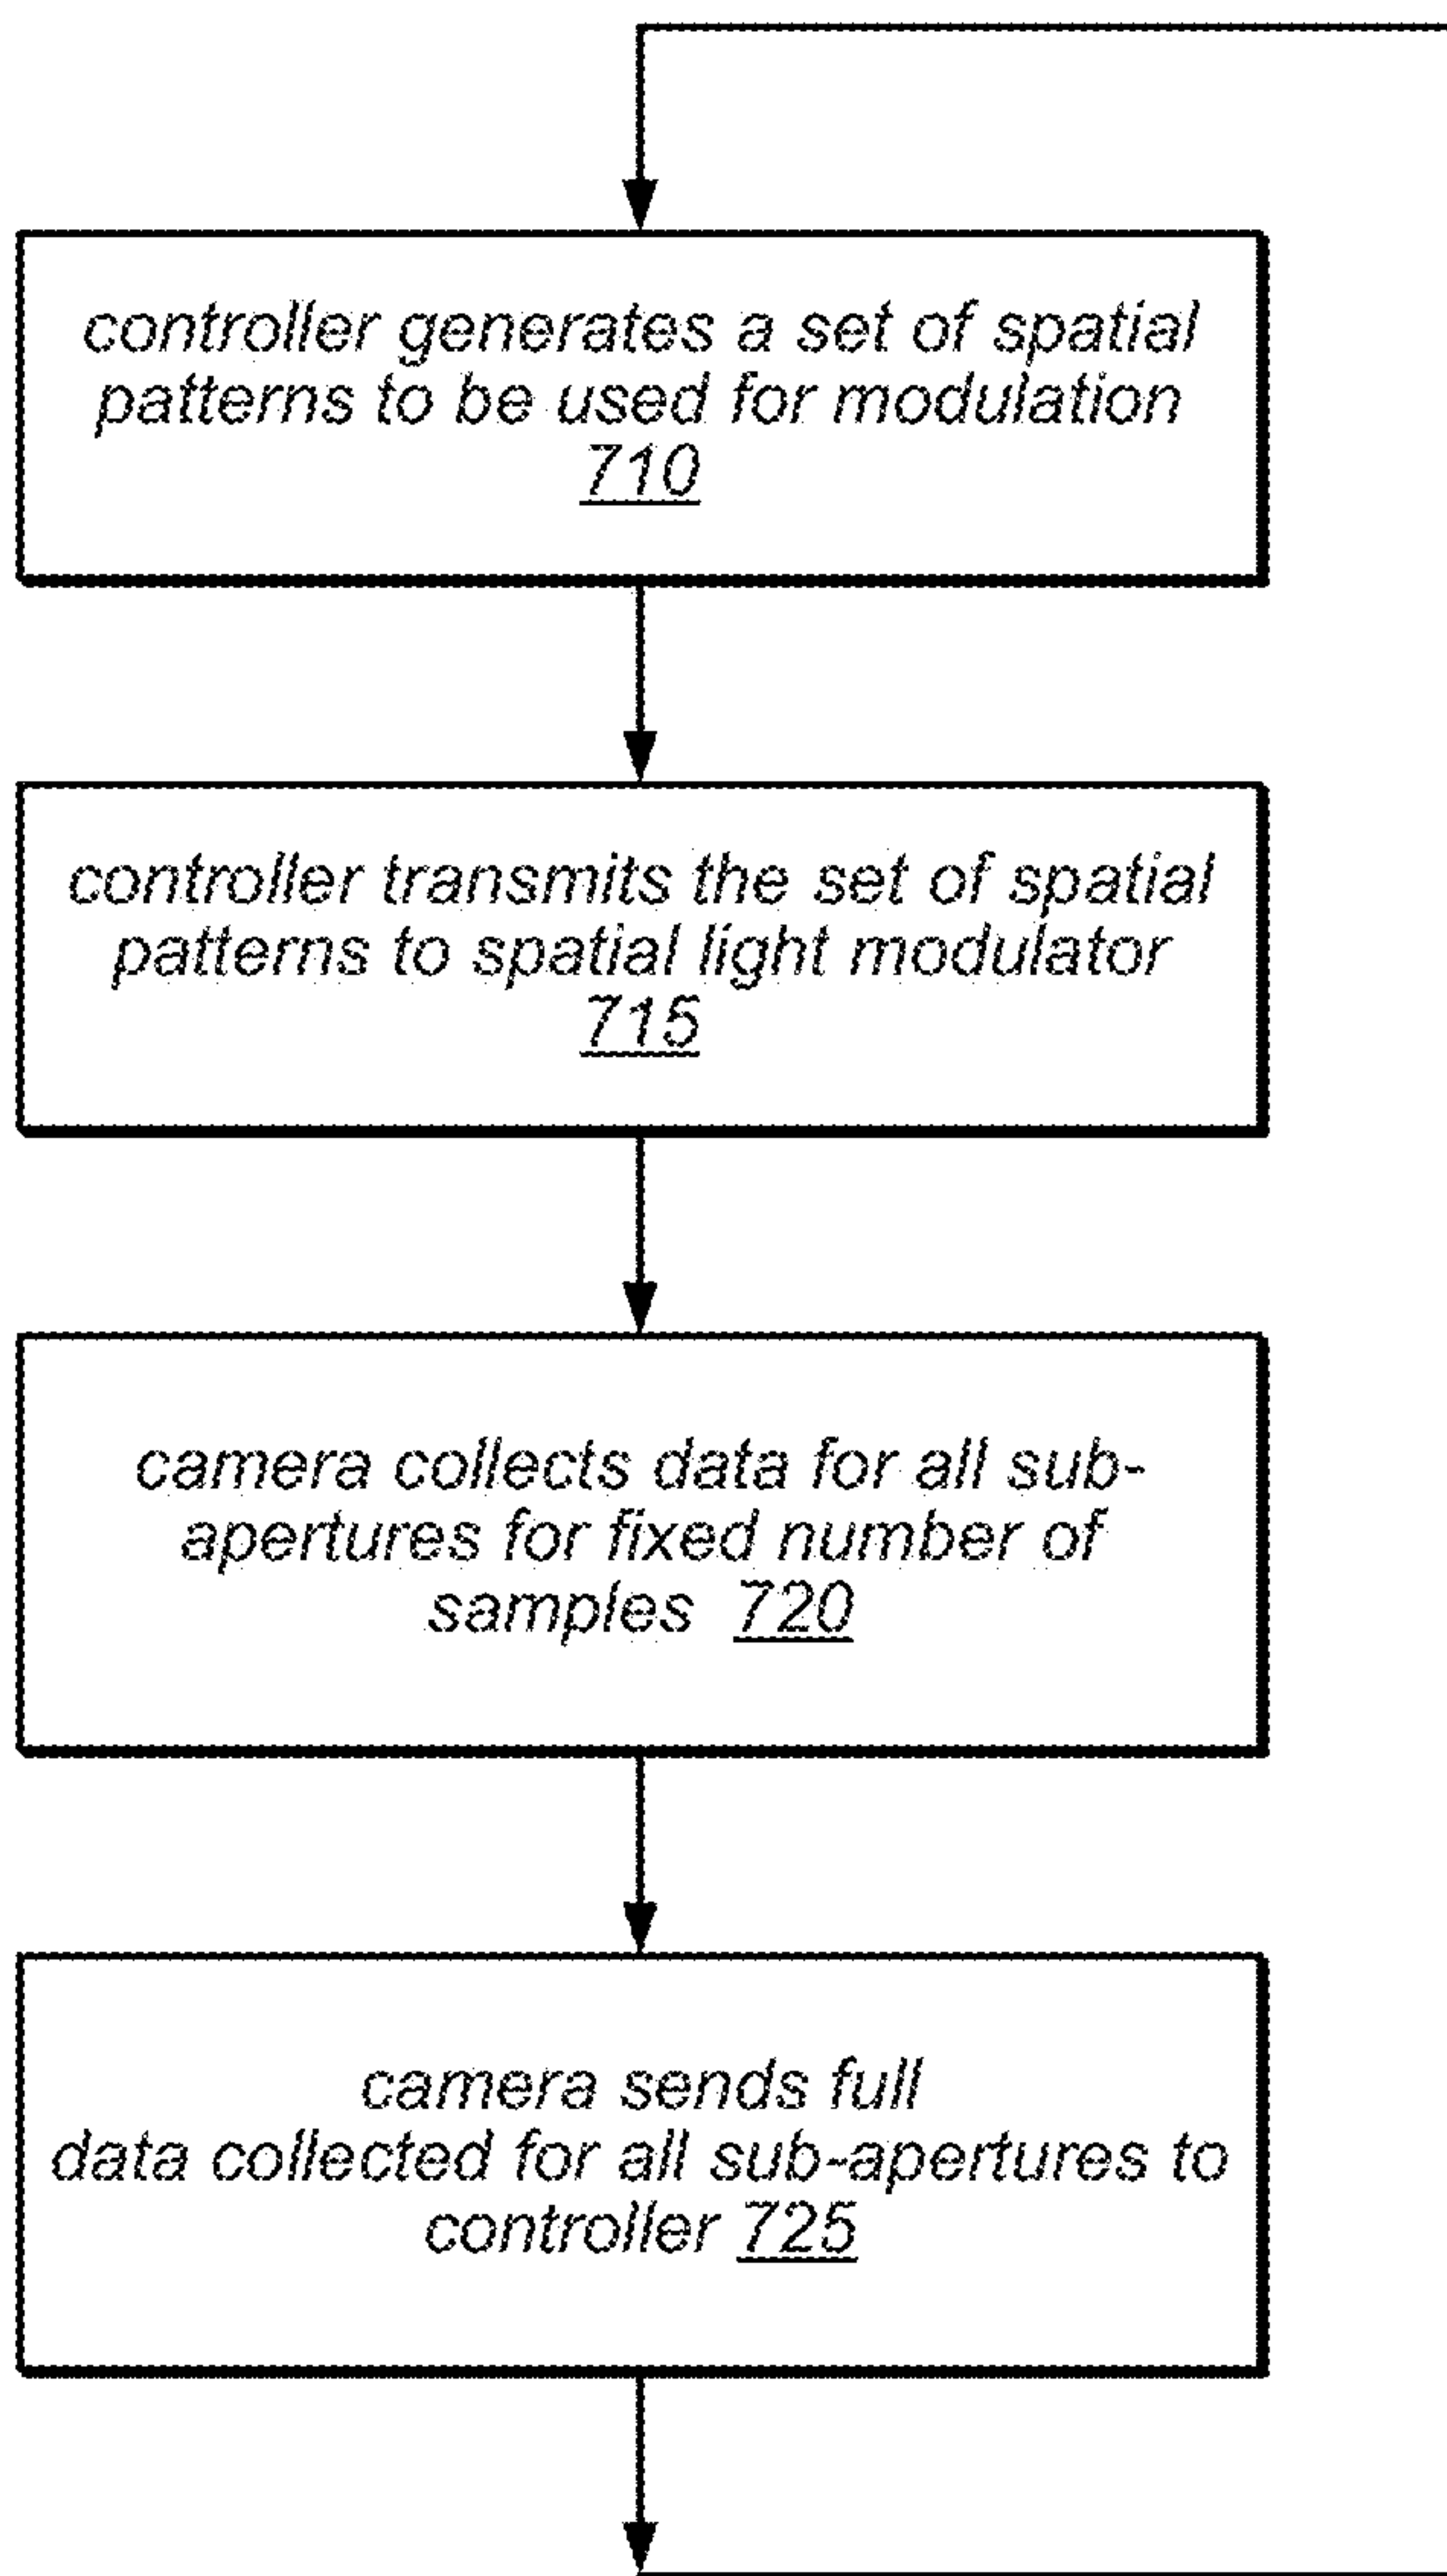 controller generates a set of spatial
patterns to be used for modulation
710
controller transmits the set of spatial
patterns to spatial light modulator
715
camera collects data for all sub-
apertures for fixed number of
samples 720
camera sends full
data collected for all sub-apertures to
controller 725